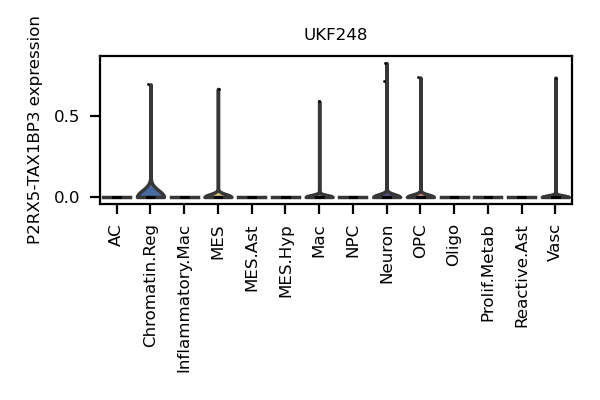 UKF248
P2RX5-TAX1BP3 expression
0.5
0.0
AC
Chromatin.Reg
Inflammatory.Mac
MES
MES.Ast
MES.Hyp
Mac
NPC
Neuron
OPC
Oligo
Prolif.Metab
Reactive.Ast
Vasc